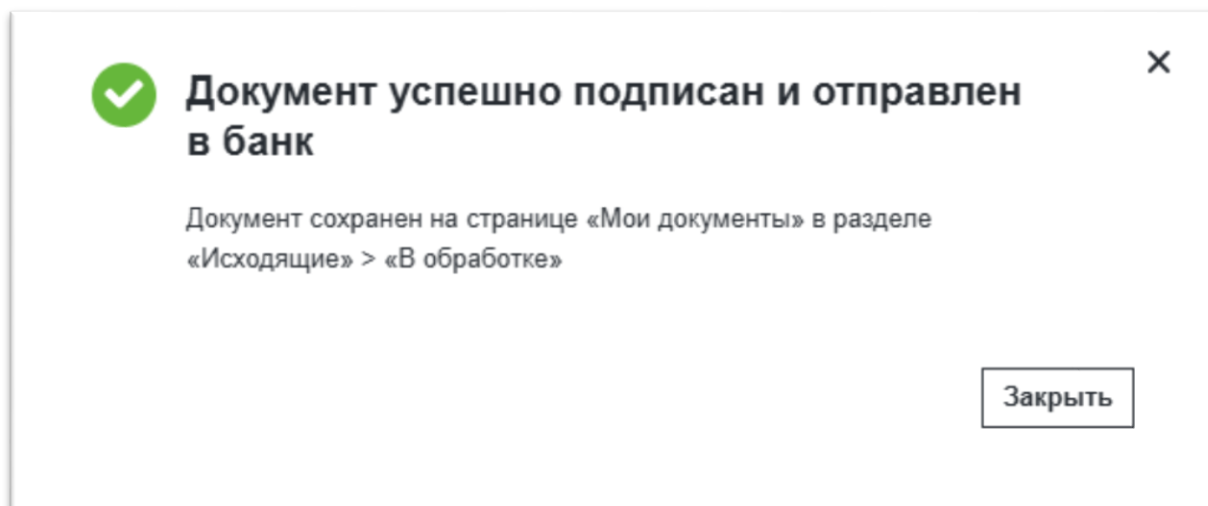 Документ успешно подписан и отправлен
в банк
Документ сохранен на странице «Мои документы» в разделе
«Исходящие» > «В обработке»
Закрыть